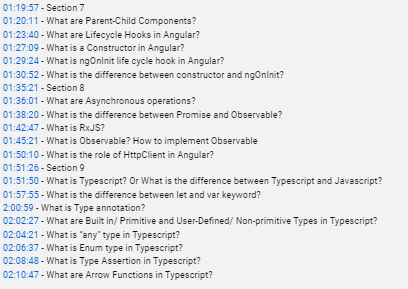 01:19:57 - Section 7
01:20:11 - What are Parent-Child Components?
01:23:40 - What are Lifecycle Hooks in Angular?
01:27:09 - What is a Constructor in Angular?
01:29:24 - What is ngOnInit life cycle hook in Angular?
01:30:52 - What is the difference between constructor and ngOnInit?
01:35:21 - Section 8
01:36:01 - What are Asynchronous operations?
01:38:20 - What is the difference between Promise and Observable?
01:42:47 - What is RxJS?
01:45:21 - What is Observable? How to implement Observable
01:50:10 - What is the role of HttpClient in Angular?
01:51:26 - Section 9
01:51:50 - What is Typescript? Or What is the difference between Typescript and Javascript?
01:57:55 - What is the difference between let and var keyword?
2:00:59 - What is Type annotation?
02:02:27 - What are Built in/ Primitive and User-Defined/ Non-primitive Types in Typescript?
02:04:21 - What is "any" type in Typescript?
02:06:37 - What is Enum type in Typescript?
02:08:48 - What is Type Assertion in Typescript?
02:10:47 - What are Arrow Functions in Typescript?